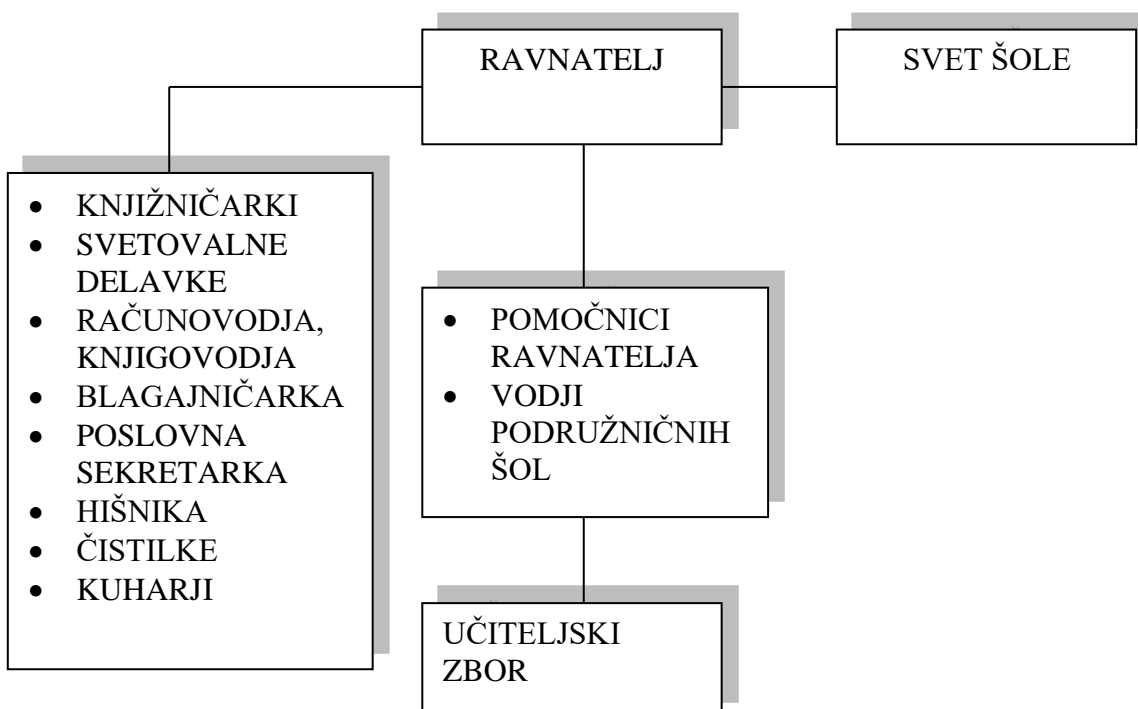 RAVNATELJ
SVET ŠOLE
• KNJIŽNIČARKI
• SVETOVALNE
DELAVKE
• RAČUNOVODJA,
KNJIGOVODJA
• BLAGAJNIČARKA
• POSLOVNA
SEKRETARKA
• HIŠNIKA
• ČISTILKE
• KUHARJI
• POMOČNICI
RAVNATELJA
• VODJI
PODRUŽNIČNIH
ŠOL
UČITELJSKI
ZBOR